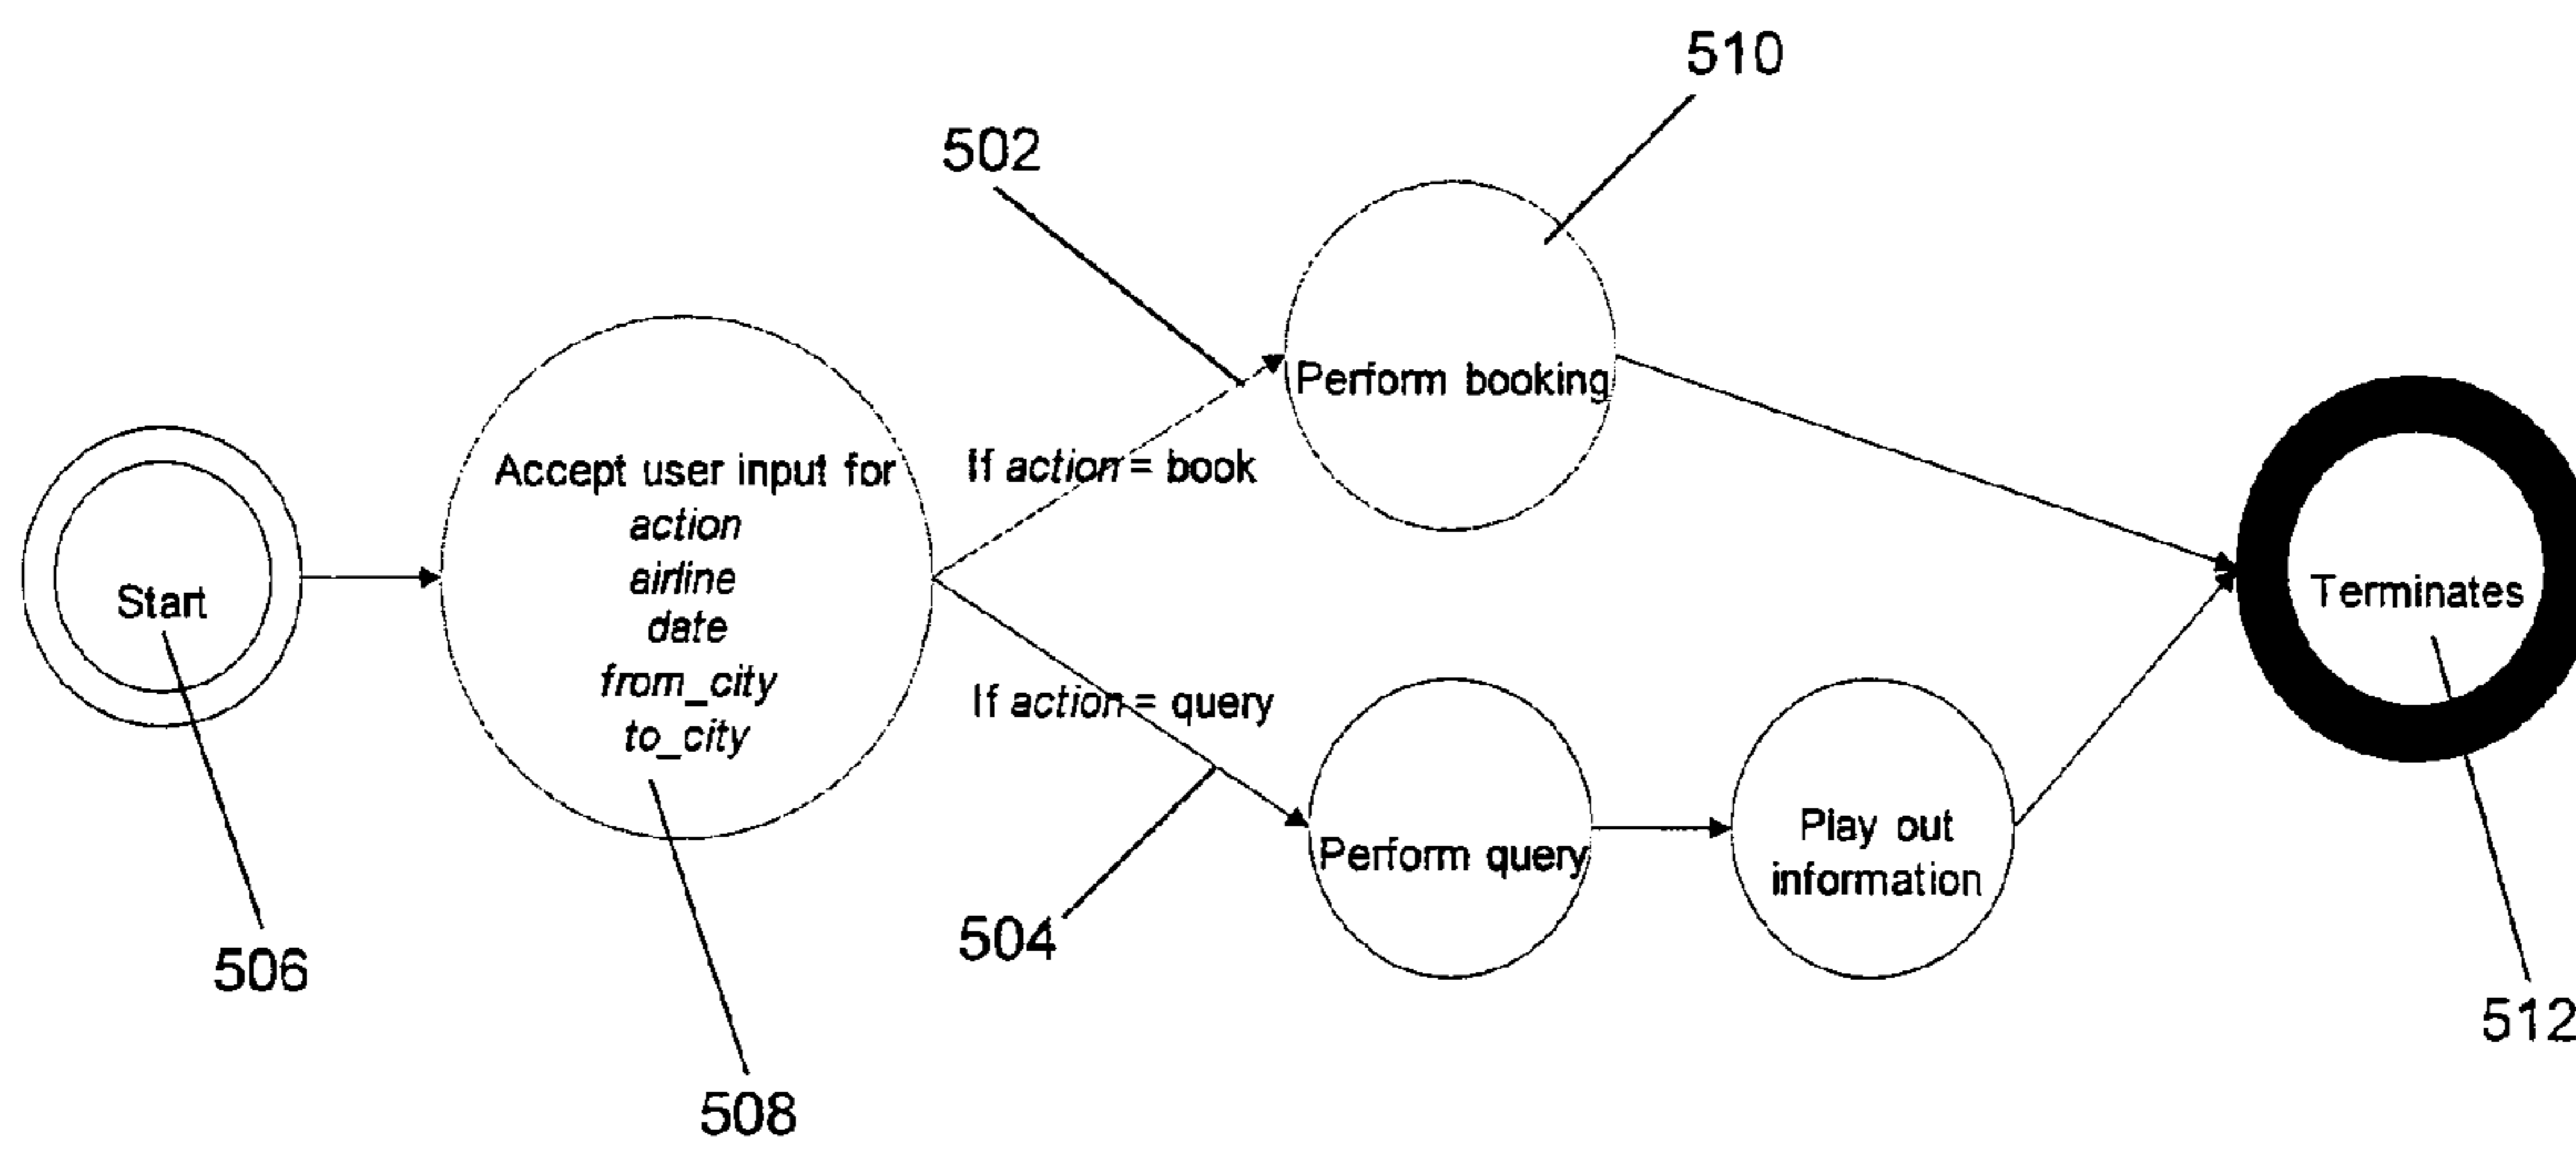 510
502
Perform booking
If action = book
Accept user input for
action
airline
date
from_city
to_city
Start
Terminates
If action = query
Perform query
Play out
information
504
506
508
512